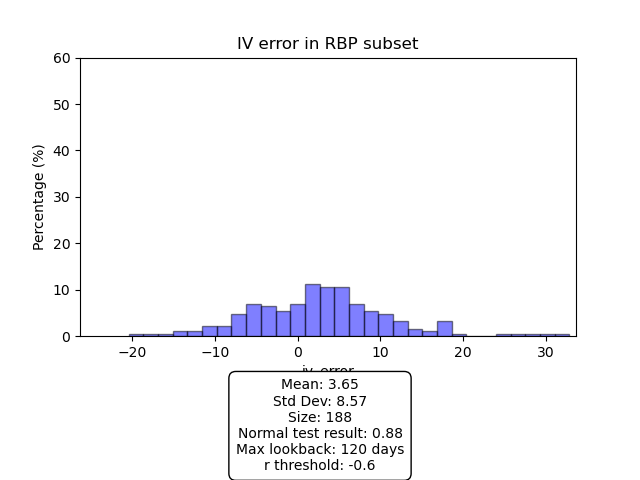 IV error in RBP subset
60
50
40
30
20
10
0
Percentage (%)
−20
−10
0
10
20
30
iv_error
Mean: 3.65
Std Dev: 8.57
Size: 188
Normal test result: 0.88
Max lookback: 120 days
r threshold: -0.6